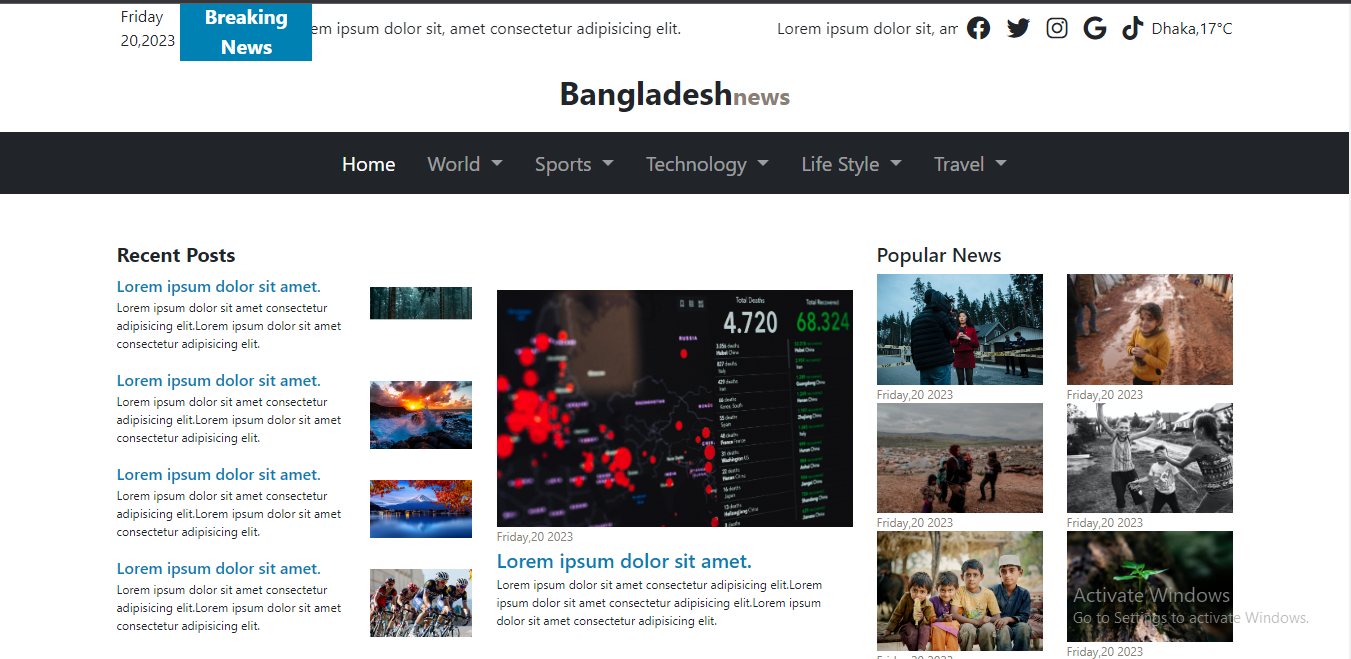 Friday
20,2023
Breaking
News
em ipsum dolor sit, amet consectetur adipisicing elit.
Lorem ipsum dolor sit, am
Dhaka,17°C
Bangladeshnews
Home
World
Sports
Technology
Life Style
Travel
Recent Posts
Lorem ipsum dolor sit amet.
Lorem ipsum dolor sit amet consectetur
adipisicing elit.Lorem ipsum dolor sit amet
consectetur adipisicing elit.
Lorem ipsum dolor sit amet.
Lorem ipsum dolor sit amet consectetur
adipisicing elit.Lorem ipsum dolor sit amet
consectetur adipisicing elit.
Lorem ipsum dolor sit amet.
Lorem ipsum dolor sit amet consectetur
adipisicing elit.Lorem ipsum dolor sit amet
consectetur adipisicing elit.
Lorem ipsum dolor sit amet.
Lorem ipsum dolor sit amet consectetur
adipisicing elit.Lorem ipsum dolor sit amet
consectetur adipisicing elit.
Total Deaths
4.720
Total Recovered
68.324
RUSSIA
Friday,20 2023
Lorem ipsum dolor sit amet.
Lorem ipsum dolor sit amet consectetur adipisicing elit.Lorem
ipsum dolor sit amet consectetur adipisicing elit.Lorem ipsum
dolor sit amet consectetur adipisicing elit.
Popular News
Friday,20 2023
Friday,20 2023
Friday,20 2023
Friday,20 2023
Activate Windows
Go to Settings to activate Windows.
Friday,20 2023
Friday,20 2023